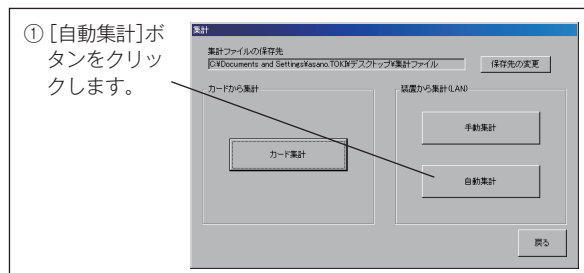 ① [自動集計]ボ
タンをクリッ
クします。
集計
集計ファイルの保存先
C:¥Documents and Settings¥asano.TOKI¥デスクトップ¥集計ファイル
保存先の変更
カードから集計
カード集計
装置から集計(LAN)
手動集計
自動集計
戻る